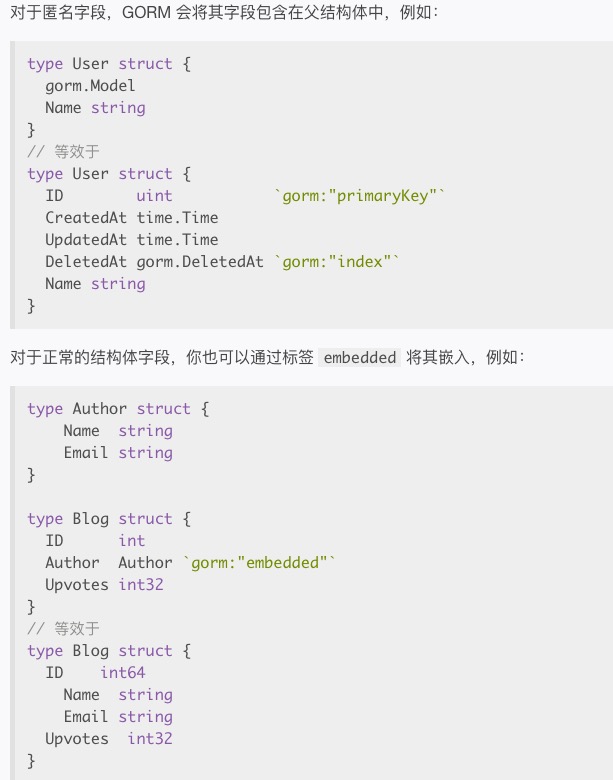 对于匿名字段，GORM 会将其字段包含在父结构体中，例如：
type User struct {
  gorm.Model
  Name string
}
// 等效于
type User struct {
  ID        uint           `gorm:"primaryKey"`
  CreatedAt time.Time
  UpdatedAt time.Time
  DeletedAt gorm.DeletedAt `gorm:"index"`
  Name string
}
对于正常的结构体字段，你也可以通过标签 embedded 将其嵌入，例如：
type Author struct {
    Name  string
    Email string
}
type Blog struct {
  ID      int
  Author  Author `gorm:"embedded"`
  Upvotes int32
}
// 等效于
type Blog struct {
  ID    int64
    Name  string
    Email string
  Upvotes  int32
}